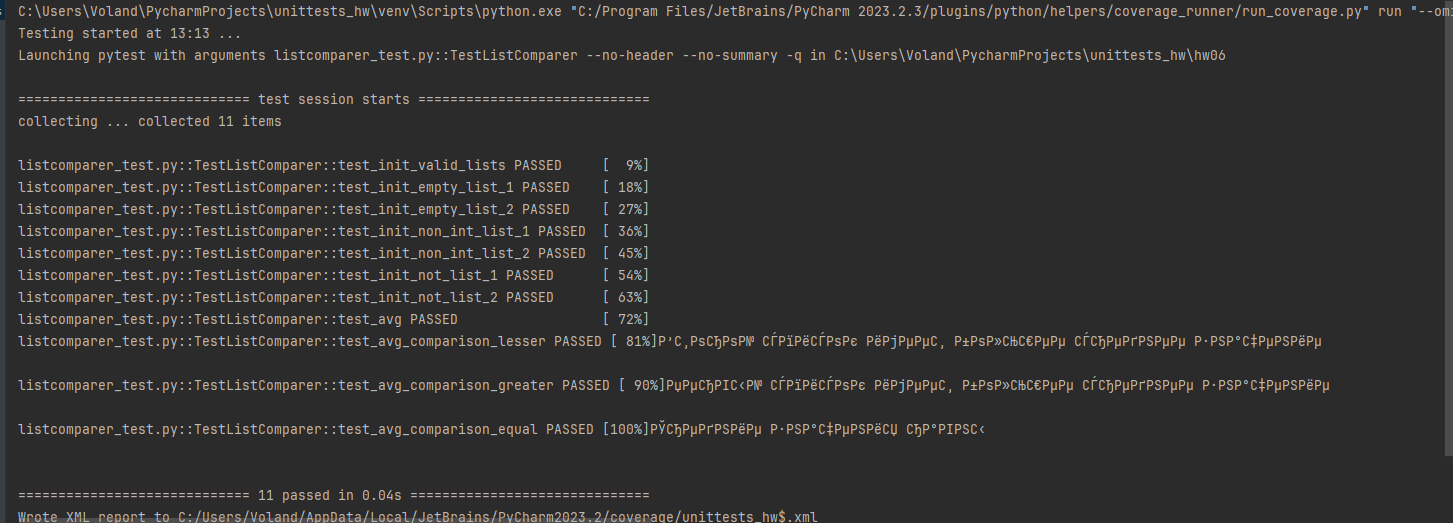 C:\Users\Voland\PycharmProjects\unittests_hw\venv\Scripts\python.exe "C:/Program Files/JetBrains/PyCharm 2023.2.3/plugins/python/helpers/coverage_runner/run_coverage.py" run "--omi
Testing started at 13:13 ...
Launching pytest with arguments listcomparer_test.py::TestListComparer --no-header --no-summary -q in C:\Users\Voland\PycharmProjects\unittests_hw\hw06
============================= test session starts =============================
collecting ... collected 11 items
listcomparer_test.py::TestListComparer::test_init_valid_lists PASSED     [  9%]
listcomparer_test.py::TestListComparer::test_init_empty_list_1 PASSED    [ 18%]
listcomparer_test.py::TestListComparer::test_init_empty_list_2 PASSED    [ 27%]
listcomparer_test.py::TestListComparer::test_init_non_int_list_1 PASSED  [ 36%]
listcomparer_test.py::TestListComparer::test_init_non_int_list_2 PASSED  [ 45%]
listcomparer_test.py::TestListComparer::test_init_not_list_1 PASSED      [ 54%]
listcomparer_test.py::TestListComparer::test_init_not_list_2 PASSED      [ 63%]
listcomparer_test.py::TestListComparer::test_avg PASSED                  [ 72%]
listcomparer_test.py::TestListComparer::test_avg_comparison_lesser PASSED [ 81%]Р’С‚РѕСЂРѕР№ СЃРїРёСЃРѕРє РёРјРµРµС‚ Р±РѕР»СЊС€РµРµ СЃСЂРµРґРЅРµРµ Р·РЅР°С‡РµРЅРёРµ
listcomparer_test.py::TestListComparer::test_avg_comparison_greater PASSED [ 90%]РџРµСЂРІС‹Р№ СЃРїРёСЃРѕРє РёРјРµРµС‚ Р±РѕР»СЊС€РµРµ СЃСЂРµРґРЅРµРµ Р·РЅР°С‡РµРЅРёРµ
listcomparer_test.py::TestListComparer::test_avg_comparison_equal PASSED [100%]РЎСЂРµРґРЅРёРµ Р·РЅР°С‡РµРЅРёСЏ СЂР°РІРЅС‹
============================= 11 passed in 0.04s ==============================
Wrote XML report to C:/Users/Voland/AppData/Local/JetBrains/PyCharm2023.2/coverage/unittests_hw$.xml